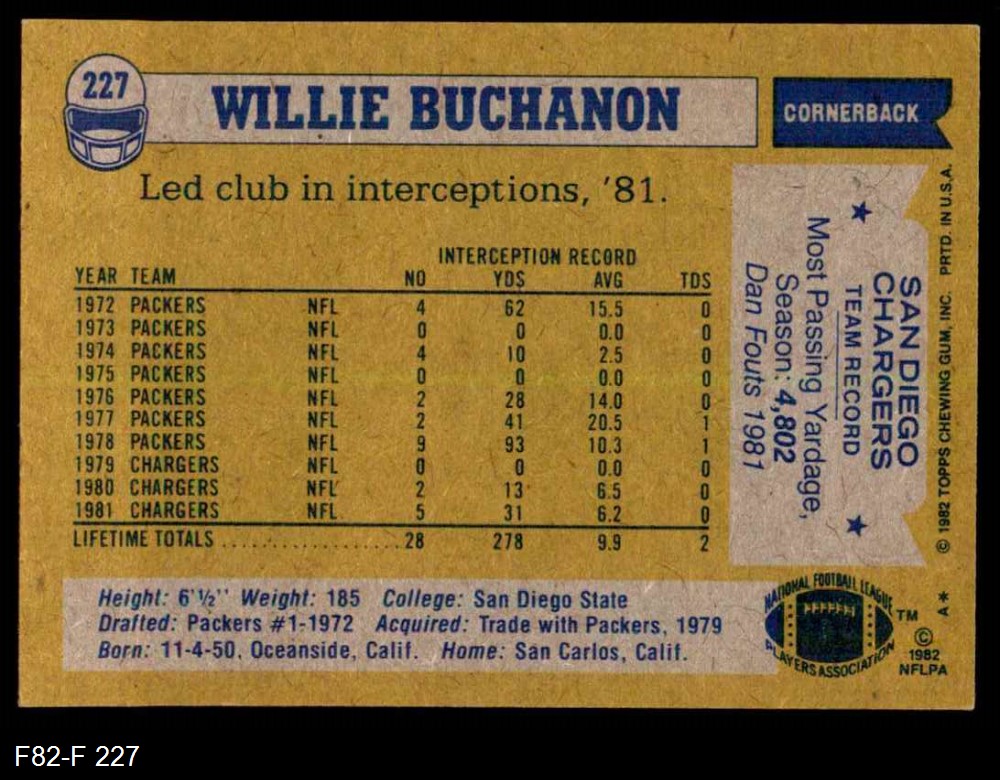 227
WILLIE BUCHANON
CORNERBACK
Led club in interceptions, '81.
INTERCEPTION RECORD
YEAR TEAM NO YDS AVG TDS
1972 PACKERS NFL 4 62 15.5 0
1973 PACKERS NFL 0 0 0.0 0
1974 PACKERS NFL 4 10 2.5 0
1975 PACKERS NFL 0 0 0.0 0
1976 PACKERS NFL 2 28 14.0 0
1977 PACKERS NFL 2 41 20.5 1
1978 PACKERS NFL 9 93 10.3 1
1979 CHARGERS NFL 0 0 0.0 0
1980 CHARGERS NFL 2 13 6.5 0
1981 CHARGERS NFL 5 31 6.2 0
LIFETIME TOTALS .................... 28 278 9.9 2
SAN DIEGO
CHARGERS
TEAM RECORD
Most Passing Yardage,
Season: 4,802
Dan Fouts 1981
© 1982 TOPPS CHEWING GUM, INC. PRTD. IN U.S.A.
Height: 6'½" Weight: 185 College: San Diego State
Drafted: Packers #1-1972 Acquired: Trade with Packers, 1979
Born: 11-4-50, Oceanside, Calif. Home: San Carlos, Calif.
NATIONAL FOOTBALL LEAGUE
PLAYERS ASSOCIATION
TM
©
1982
NFLPA
A*
F82-F 227